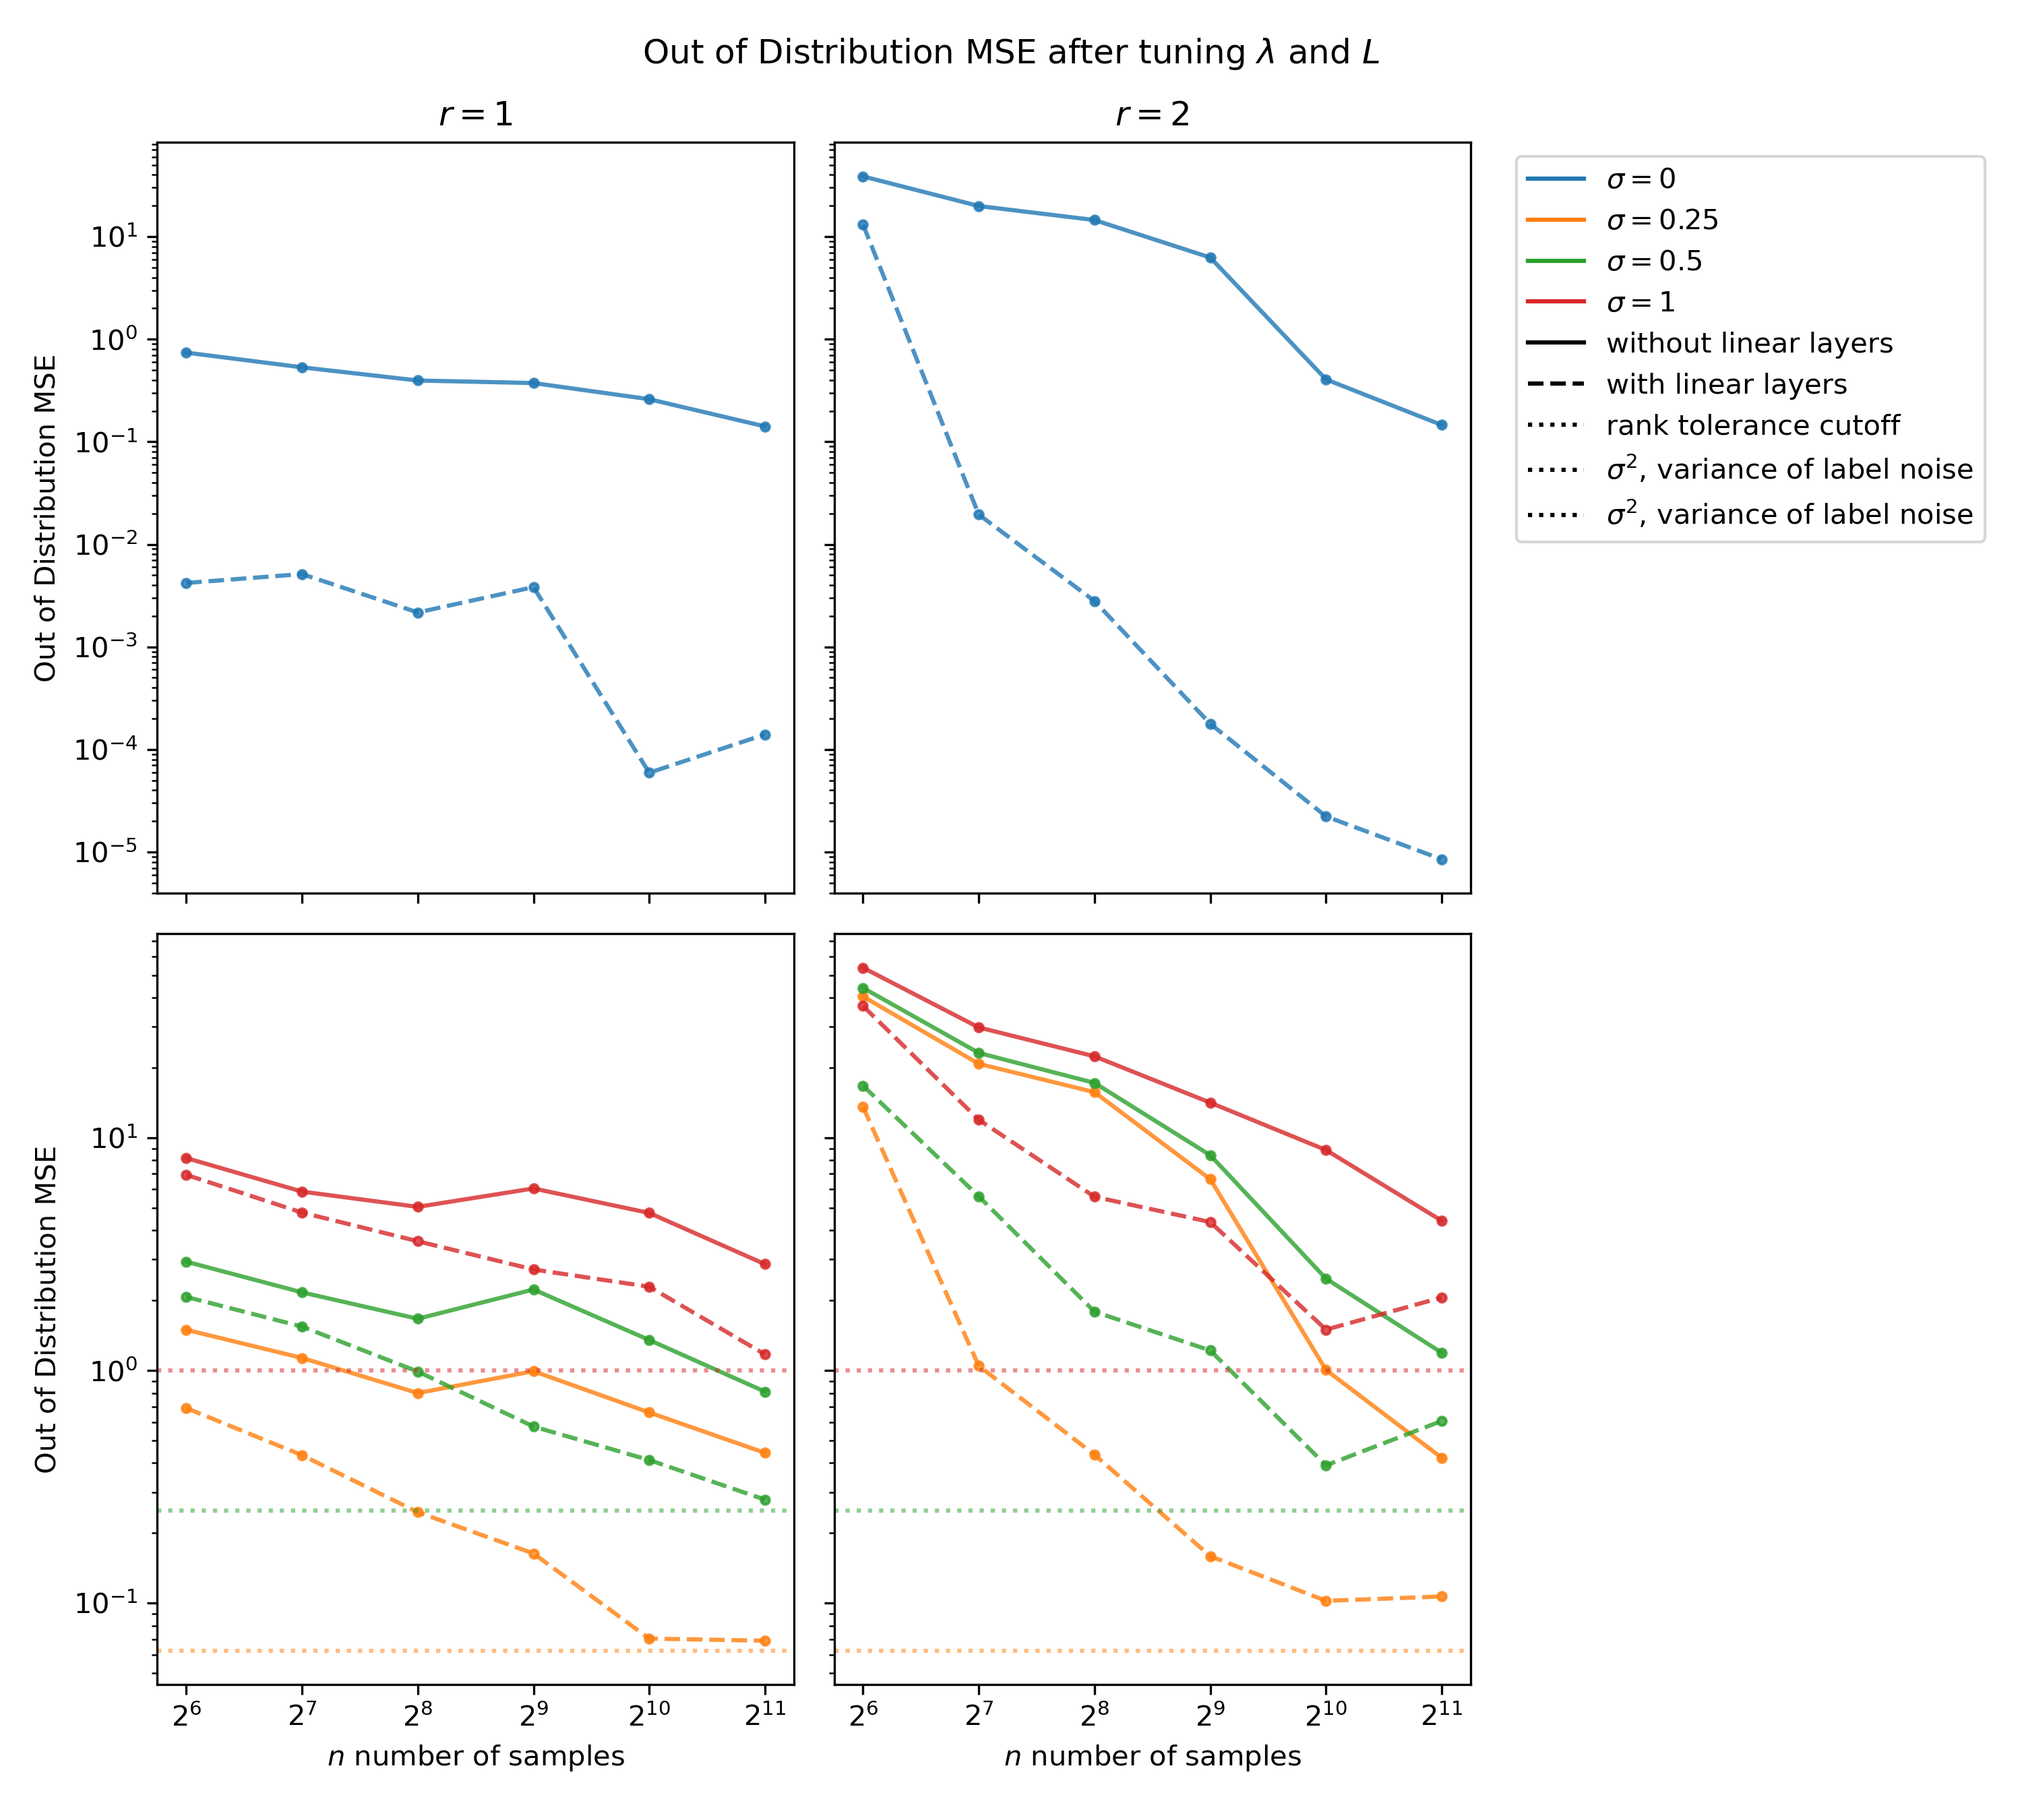 Out of Distribution MSE after tuning λ and L
r = 1
r = 2
Out of Distribution MSE
10¹
10⁰
10⁻¹
10⁻²
10⁻³
10⁻⁴
10⁻⁵
σ = 0
σ = 0.25
σ = 0.5
σ = 1
without linear layers
with linear layers
rank tolerance cutoff
σ², variance of label noise
σ², variance of label noise
Out of Distribution MSE
10¹
10⁰
10⁻¹
2⁶ 2⁷ 2⁸ 2⁹ 2¹⁰ 2¹¹
2⁶ 2⁷ 2⁸ 2⁹ 2¹⁰ 2¹¹
n number of samples
n number of samples